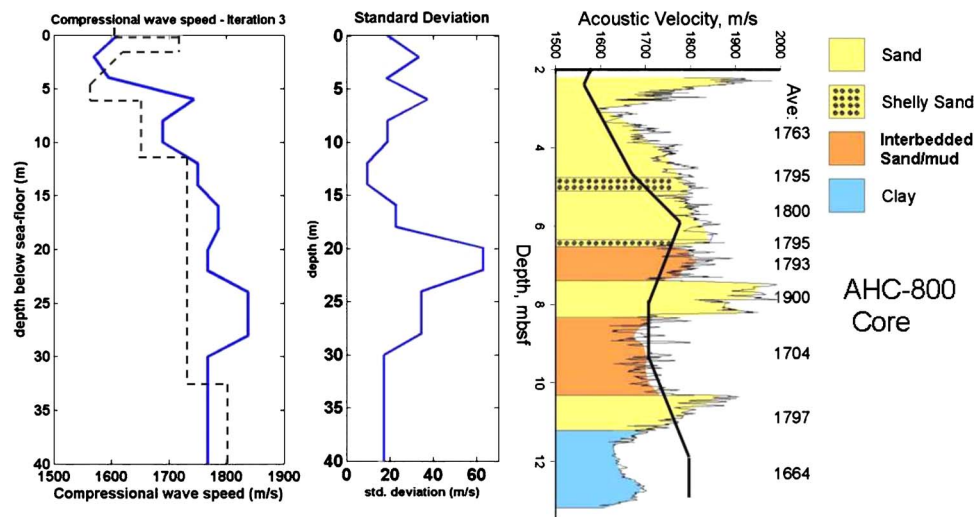 Compressional wave speed - Iteration 3
0
5
10
15
20
25
30
35
40
depth below sea-floor (m)
1500 1600 1700 1800 1900
Compressional wave speed (m/s)
Standard Deviation
0
5
10
15
20
25
30
35
40
depth (m)
0 20 40 60
std. deviation (m/s)
Acoustic Velocity, m/s
1500
1600
1700
1800
1900
2000
2
4
6
8
10
12
Depth, mbsf
Ave:
1763
1795
1800
1795
1793
1900
1704
1797
1664
Sand
Shelly Sand
Interbedded
Sand/mud
Clay
AHC-800
Core